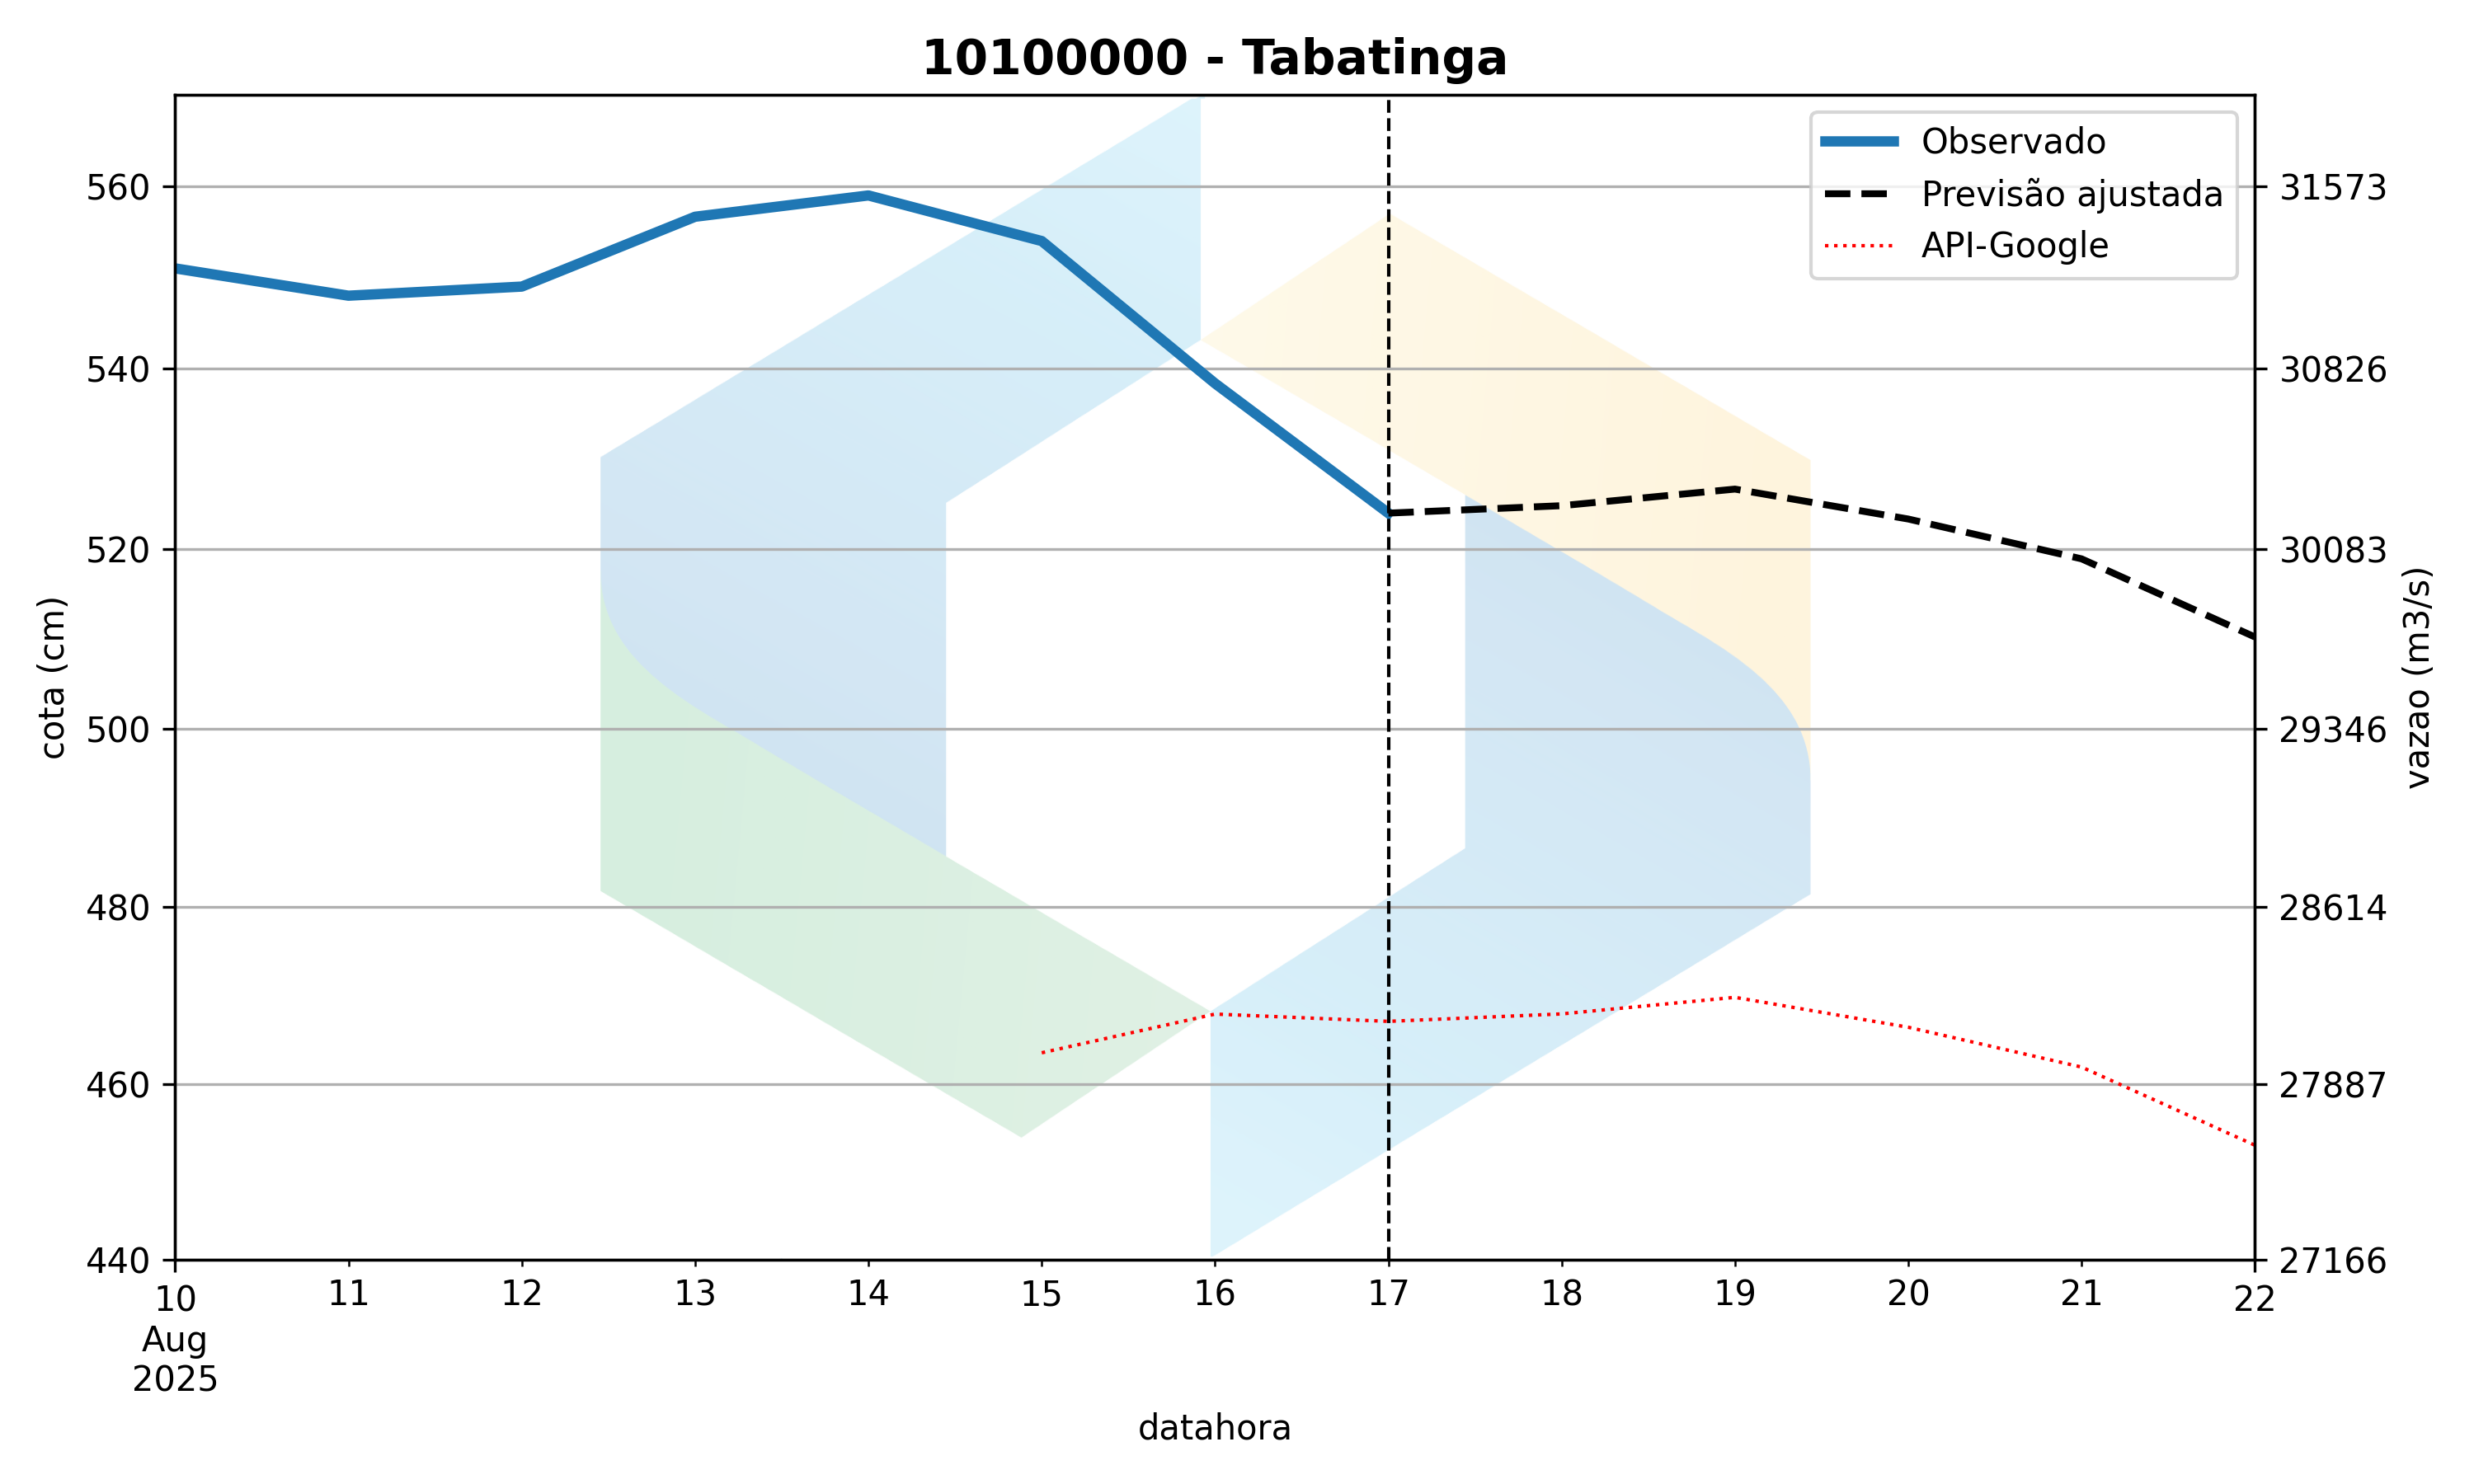 10100000 - Tabatinga
Observado
Previsão ajustada
API-Google
560
540
520
500
480
460
440
cota (cm)
31573
30826
30083
29346
28614
27887
27166
vazao (m3/s)
10 11 12 13 14 15 16 17 18 19 20 21 22
Aug
2025
datahora